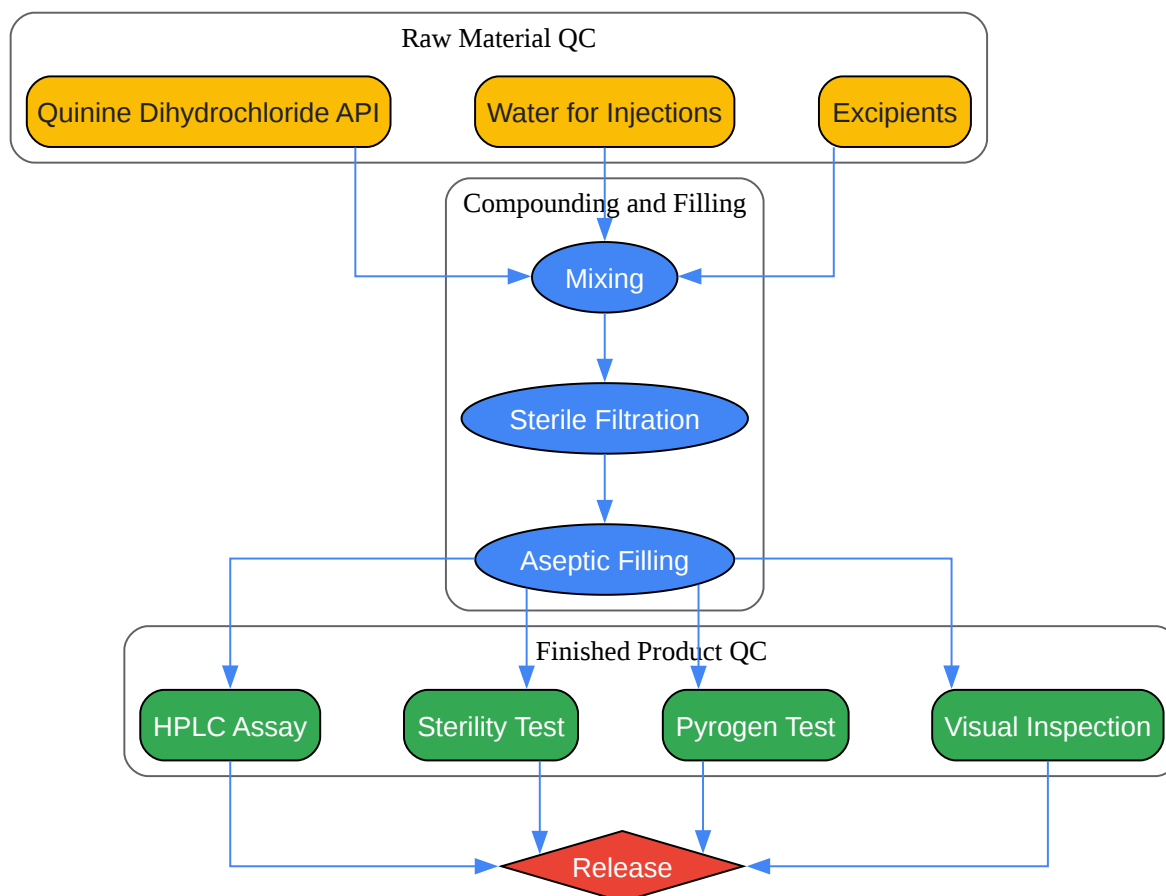 Raw Material QC
Quinine Dihydrochloride API
Water for Injections
Excipients
Compounding and Filling
Mixing
Sterile Filtration
Aseptic Filling
Finished Product QC
HPLC Assay
Sterility Test
Pyrogen Test
Visual Inspection
Release